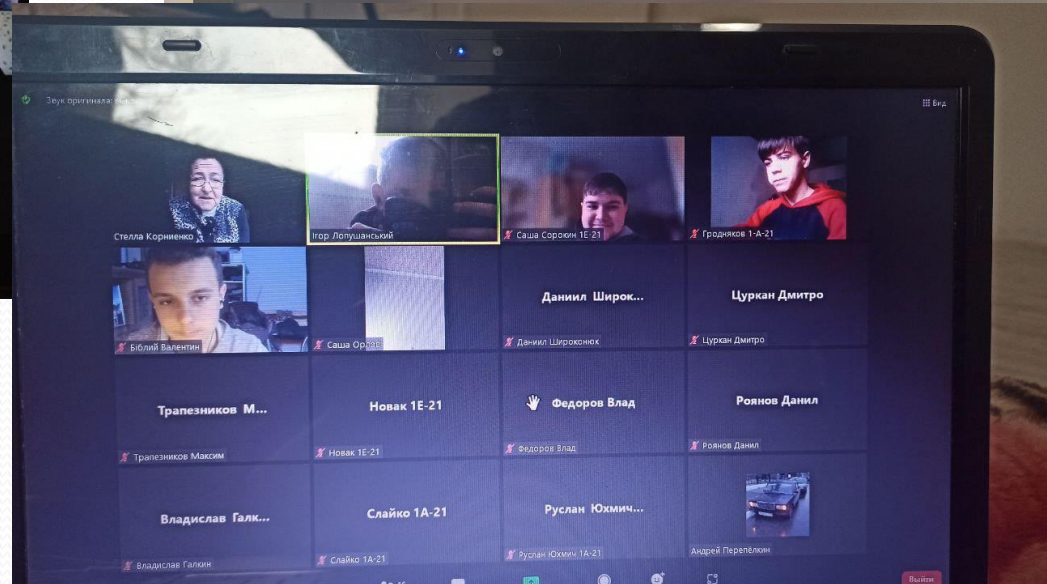 Звук оригинала:
Вид
Стелла Корниенко
Ігор Лопушанський
Саша Сорокин 1Е-21
Гродняков 1-А-21
Біблий Валентин
Саша Орлов
Даниил Широк...
Даниил Широконюк
Цуркан Дмитро
Цуркан Дмитро
Трапезников М...
Трапезников Максим
Новак 1Е-21
Новак 1Е-21
Федоров Влад
Федоров Влад
Роянов Данил
Роянов Данил
Владислав Галк...
Владислав Галкин
Слайко 1А-21
Слайко 1А-21
Руслан Юхмич...
Руслан Юхмич 1А-21
Андрей Перепёлкин
Выйти